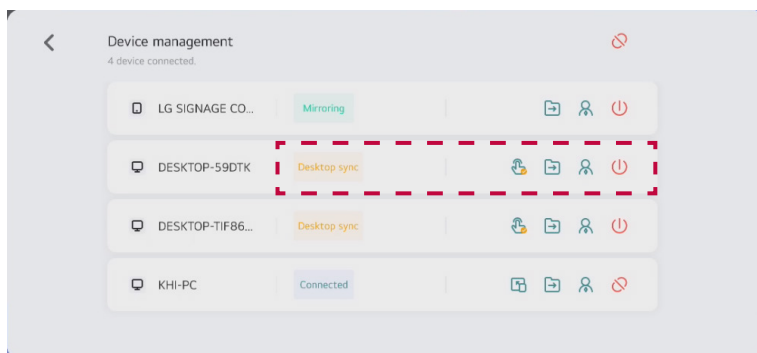 Device management
4 device connected.
LG SIGNAGE CO... Mirroring
DESKTOP-59DTK Desktop sync
DESKTOP-TIF86... Desktop sync
KHI-PC Connected